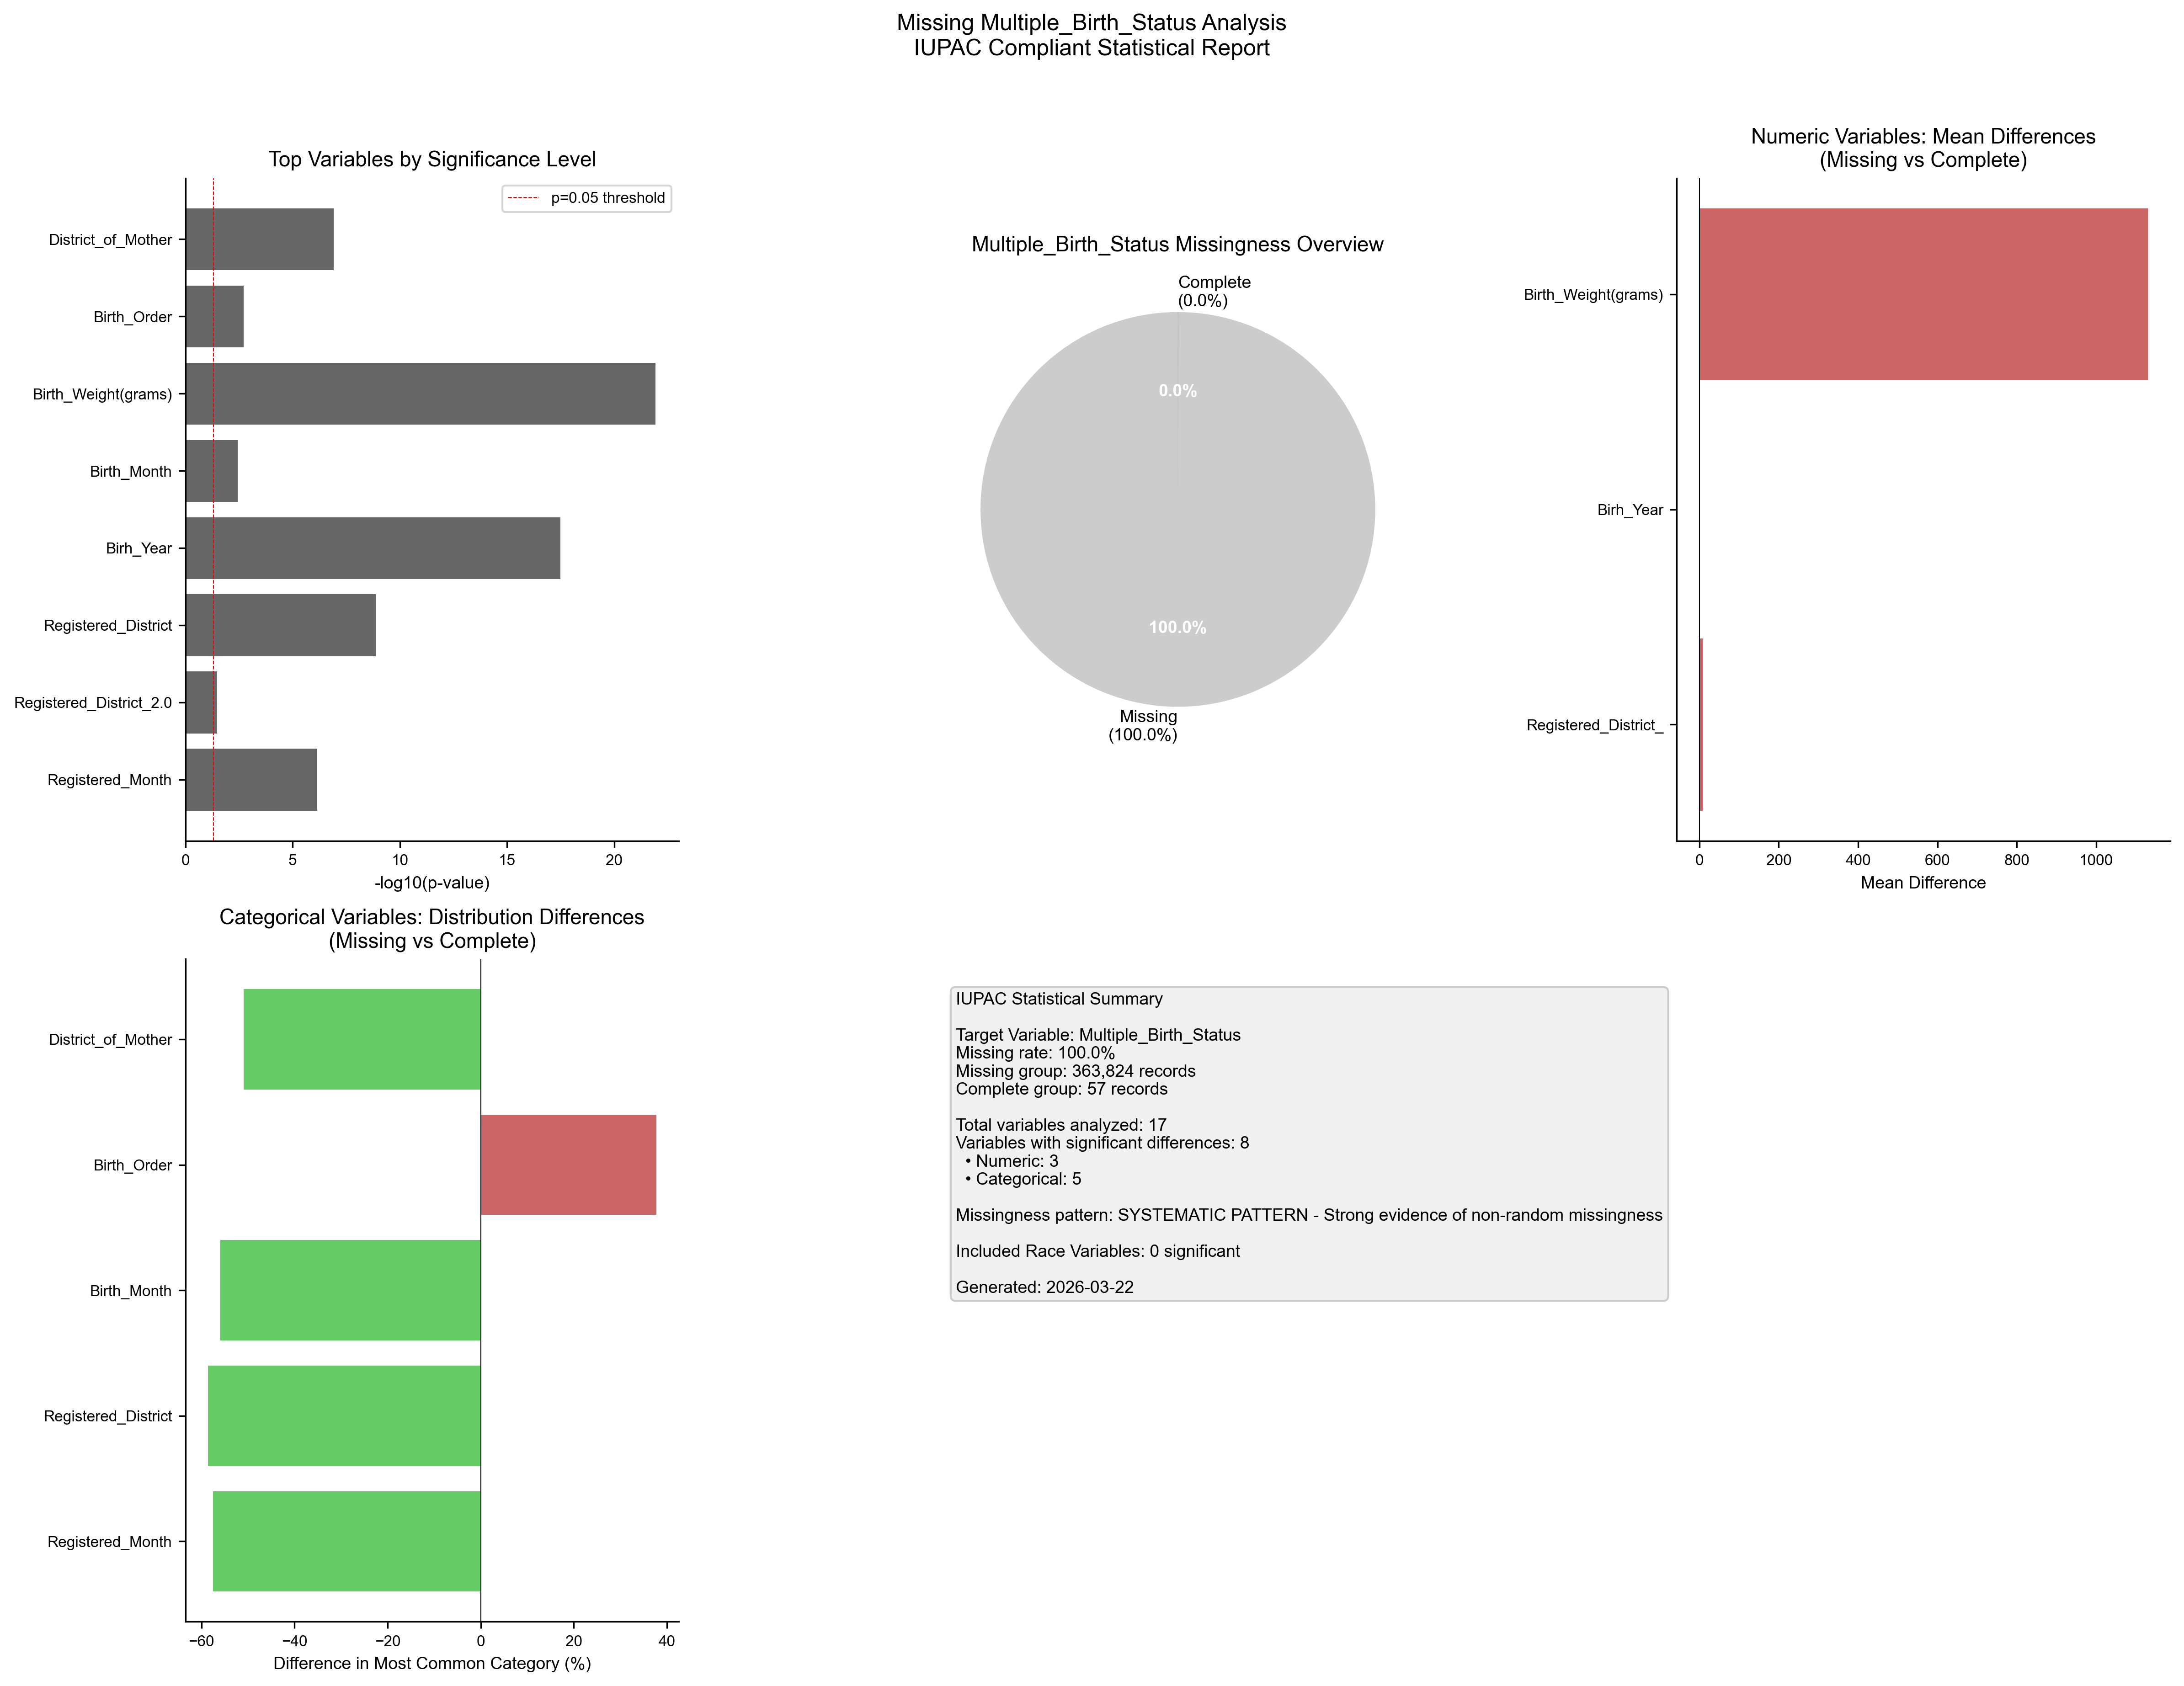 Missing Multiple_Birth_Status Analysis
IUPAC Compliant Statistical Report
Top Variables by Significance Level
p=0.05 threshold
District_of_Mother
Birth_Order
Birth_Weight(grams)
Birth_Month
Birh_Year
Registered_District
Registered_District_2.0
Registered_Month
0 5 10 15 20
-log10(p-value)
Multiple_Birth_Status Missingness Overview
Complete
(0.0%)
0.0%
100.0%
Missing
(100.0%)
Numeric Variables: Mean Differences
(Missing vs Complete)
Birth_Weight(grams)
Birh_Year
Registered_District_
0 200 400 600 800 1000
Mean Difference
Categorical Variables: Distribution Differences
(Missing vs Complete)
District_of_Mother
Birth_Order
Birth_Month
Registered_District
Registered_Month
−60 −40 −20 0 20 40
Difference in Most Common Category (%)
IUPAC Statistical Summary
Target Variable: Multiple_Birth_Status
Missing rate: 100.0%
Missing group: 363,824 records
Complete group: 57 records
Total variables analyzed: 17
Variables with significant differences: 8
• Numeric: 3
• Categorical: 5
Missingness pattern: SYSTEMATIC PATTERN - Strong evidence of non-random missingness
Included Race Variables: 0 significant
Generated: 2026-03-22